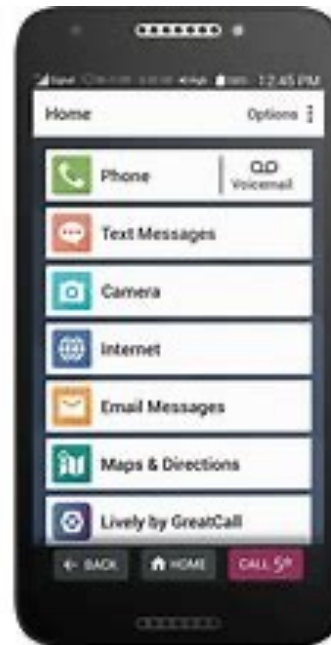 12:45 PM
Home Options
Phone Voicemail
Text Messages
Camera
Internet
Email Messages
Maps & Directions
Lively by GreatCall
BACK HOME CALL 5★